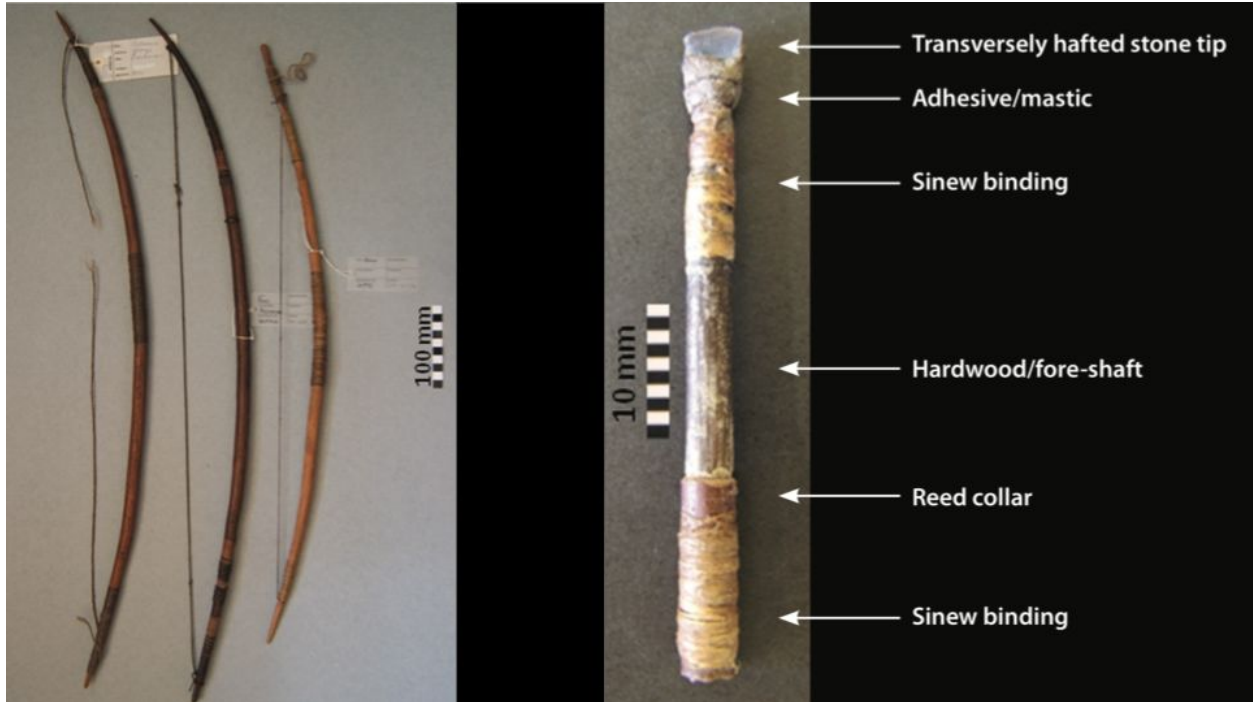 100 mm
10 mm
Transversely hafted stone tip
Adhesive/mastic
Sinew binding
Hardwood/fore-shaft
Reed collar
Sinew binding